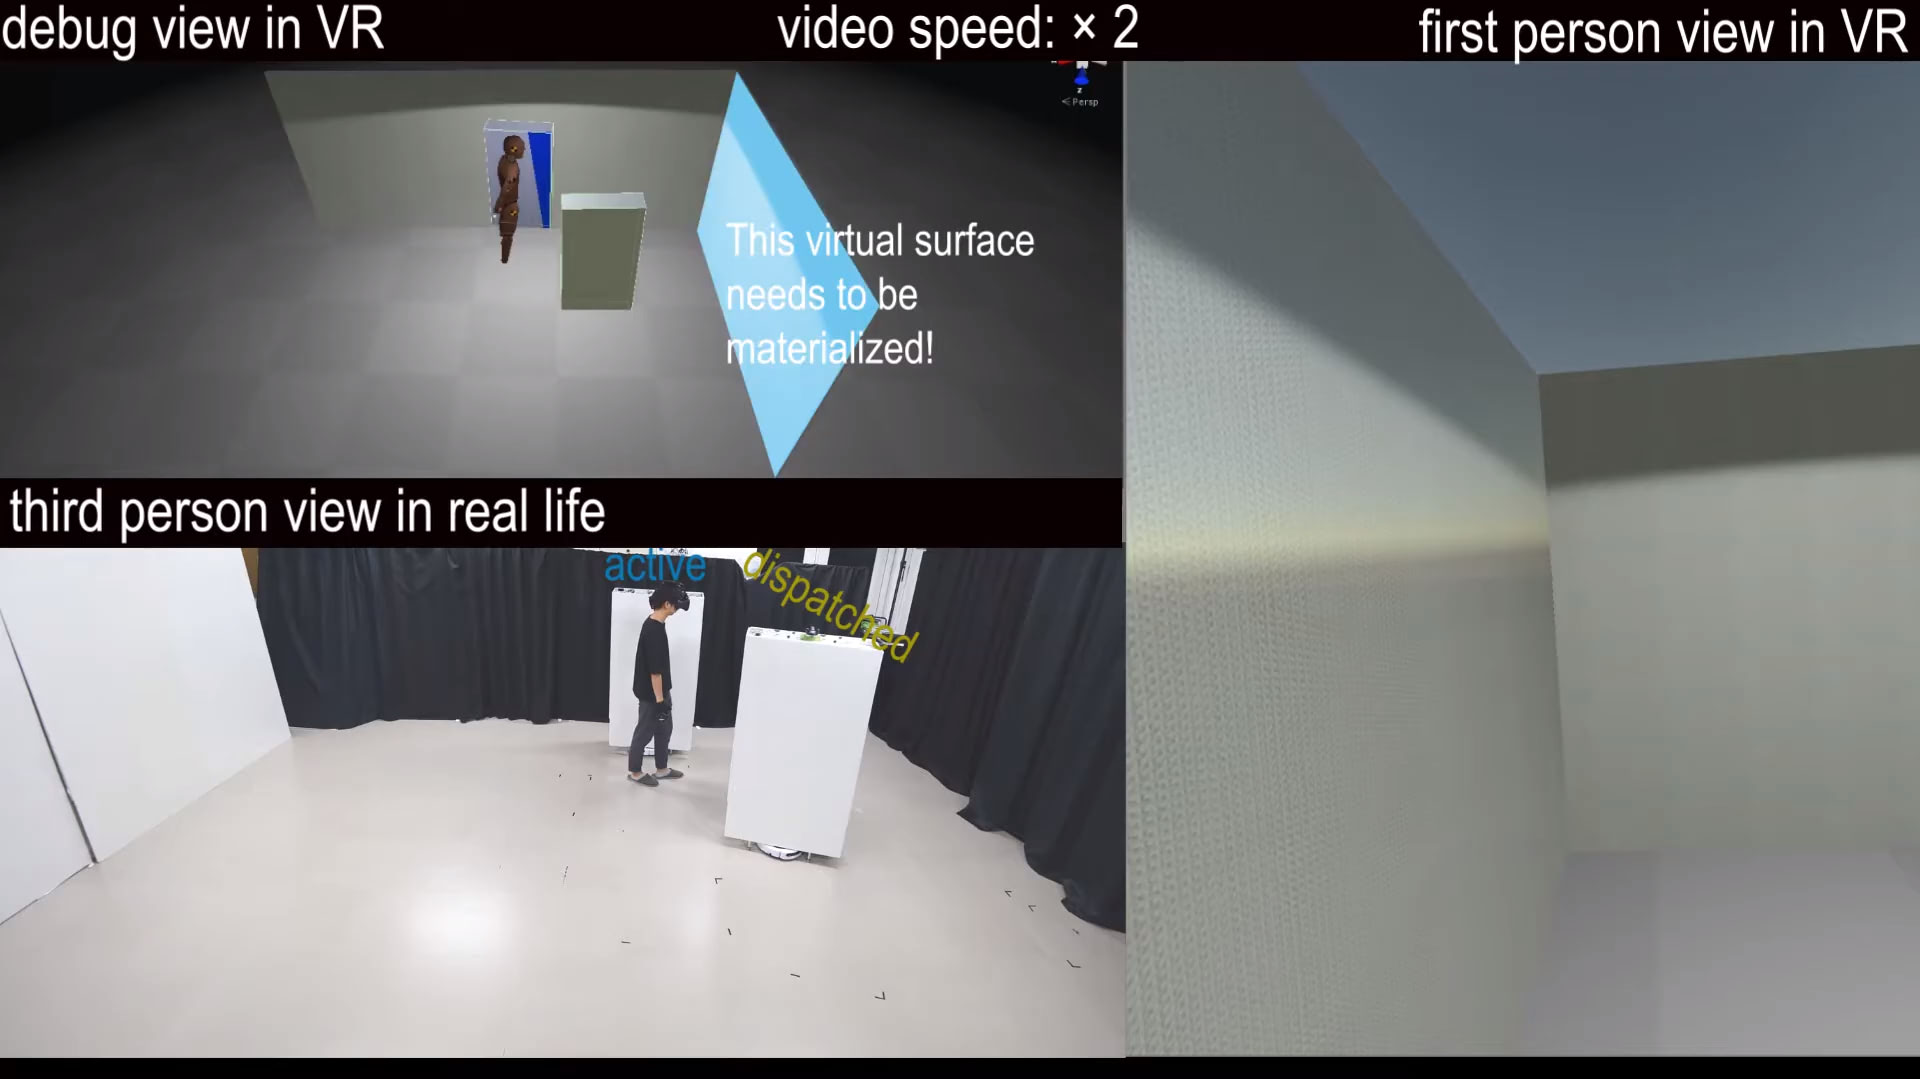 debug view in VR
video speed: × 2
first person view in VR
z
<Persp
This virtual surface
needs to be
materialized!
third person view in real life
active
dispatched